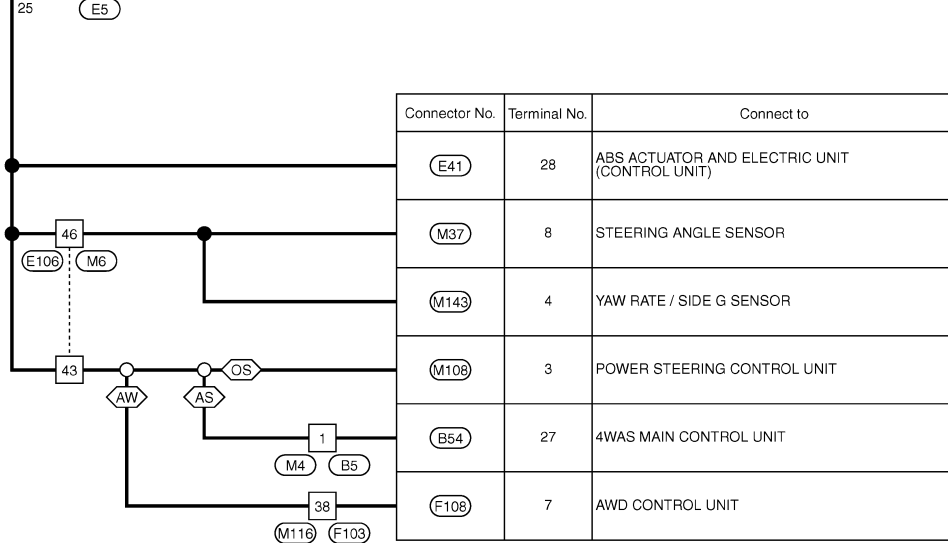 25
E5
Connector No. Terminal No. Connect to
E41 28 ABS ACTUATOR AND ELECTRIC UNIT
(CONTROL UNIT)
46 M37 8 STEERING ANGLE SENSOR
E106 M6
M143 4 YAW RATE / SIDE G SENSOR
43 OS M108 3 POWER STEERING CONTROL UNIT
AW AS
1 B54 27 4WAS MAIN CONTROL UNIT
M4 B5
38 F108 7 AWD CONTROL UNIT
M116 F103